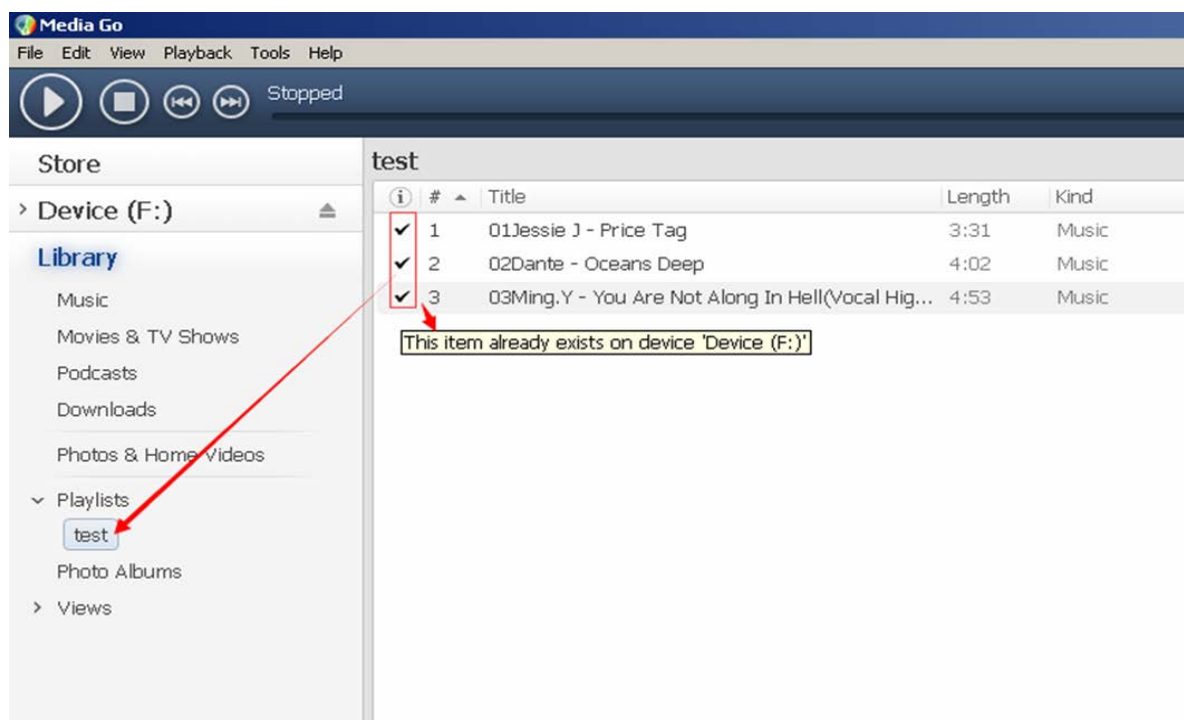 Media Go
File Edit View Playback Tools Help
Stopped
Store
Device (F:)
Library
Music
Movies & TV Shows
Podcasts
Downloads
Photos & Home Videos
Playlists
test
Photo Albums
Views
test
i # Title Length Kind
1 01Jessie J - Price Tag 3:31 Music
2 02Dante - Oceans Deep 4:02 Music
3 03Ming.Y - You Are Not Along In Hell(Vocal Hig... 4:53 Music
This item already exists on device 'Device (F:)'